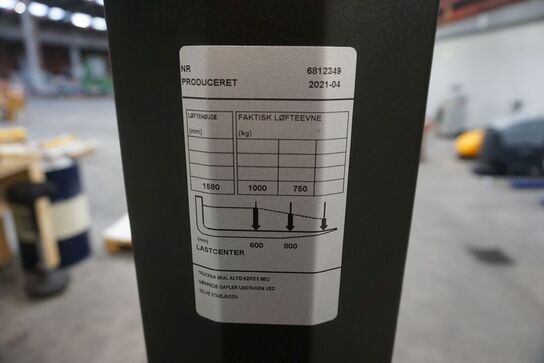 NR 6812349
PRODUCERET 2021-04
LØFTEHØJDE FAKTISK LØFTEEVNE
(mm) (kg)
1580 1000 750
(mm) 600 800
LASTCENTER
TRUCKEN SKAL ALTID KØRES MED
SÆNKEDE GAFLER UNDTAGEN VED
SELVE STABLINGEN